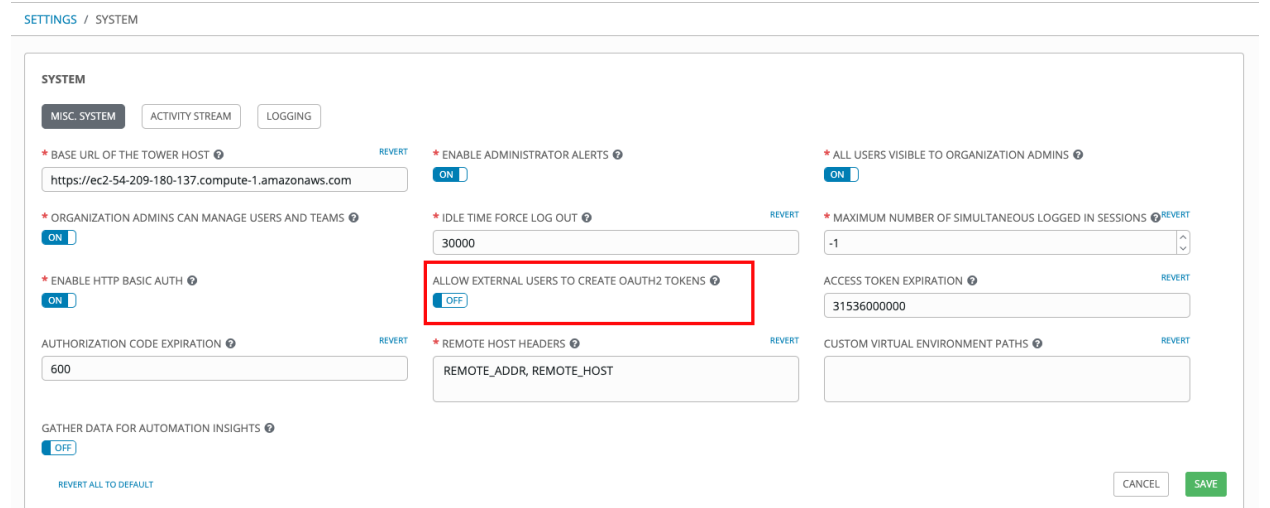 SETTINGS / SYSTEM
SYSTEM
MISC. SYSTEM ACTIVITY STREAM LOGGING
* BASE URL OF THE TOWER HOST ? REVERT * ENABLE ADMINISTRATOR ALERTS ? * ALL USERS VISIBLE TO ORGANIZATION ADMINS ?
https://ec2-54-209-180-137.compute-1.amazonaws.com ON ON
* ORGANIZATION ADMINS CAN MANAGE USERS AND TEAMS ? * IDLE TIME FORCE LOG OUT ? REVERT * MAXIMUM NUMBER OF SIMULTANEOUS LOGGED IN SESSIONS ? REVERT
ON 30000 -1
* ENABLE HTTP BASIC AUTH ? ALLOW EXTERNAL USERS TO CREATE OAUTH2 TOKENS ? ACCESS TOKEN EXPIRATION ? REVERT
ON OFF 31536000000
AUTHORIZATION CODE EXPIRATION ? REVERT * REMOTE HOST HEADERS ? REVERT CUSTOM VIRTUAL ENVIRONMENT PATHS ? REVERT
600 REMOTE_ADDR, REMOTE_HOST
GATHER DATA FOR AUTOMATION INSIGHTS ?
OFF
REVERT ALL TO DEFAULT CANCEL SAVE